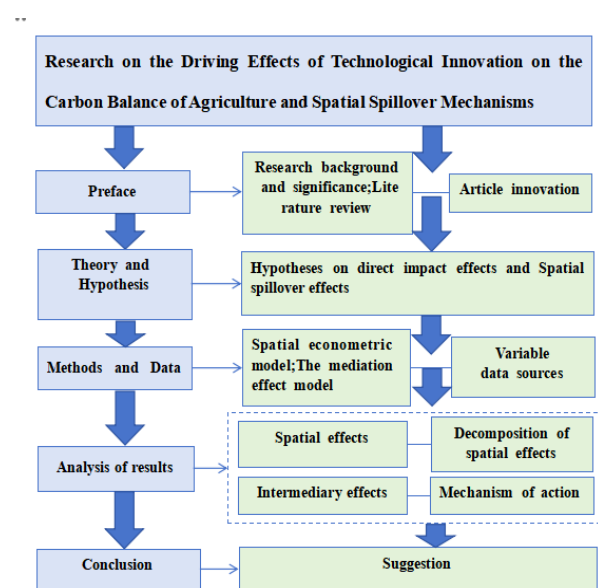 Research on the Driving Effects of Technological Innovation on the
Carbon Balance of Agriculture and Spatial Spillover Mechanisms
Preface
Research background
and significance;Lite
rature review
Article innovation
Theory and
Hypothesis
Hypotheses on direct impact effects and Spatial
spillover effects
Methods and Data
Spatial econometric
model;The mediation
effect model
Variable
data sources
Analysis of results
Spatial effects
Decomposition of
spatial effects
Intermediary effects
Mechanism of action
Conclusion
Suggestion